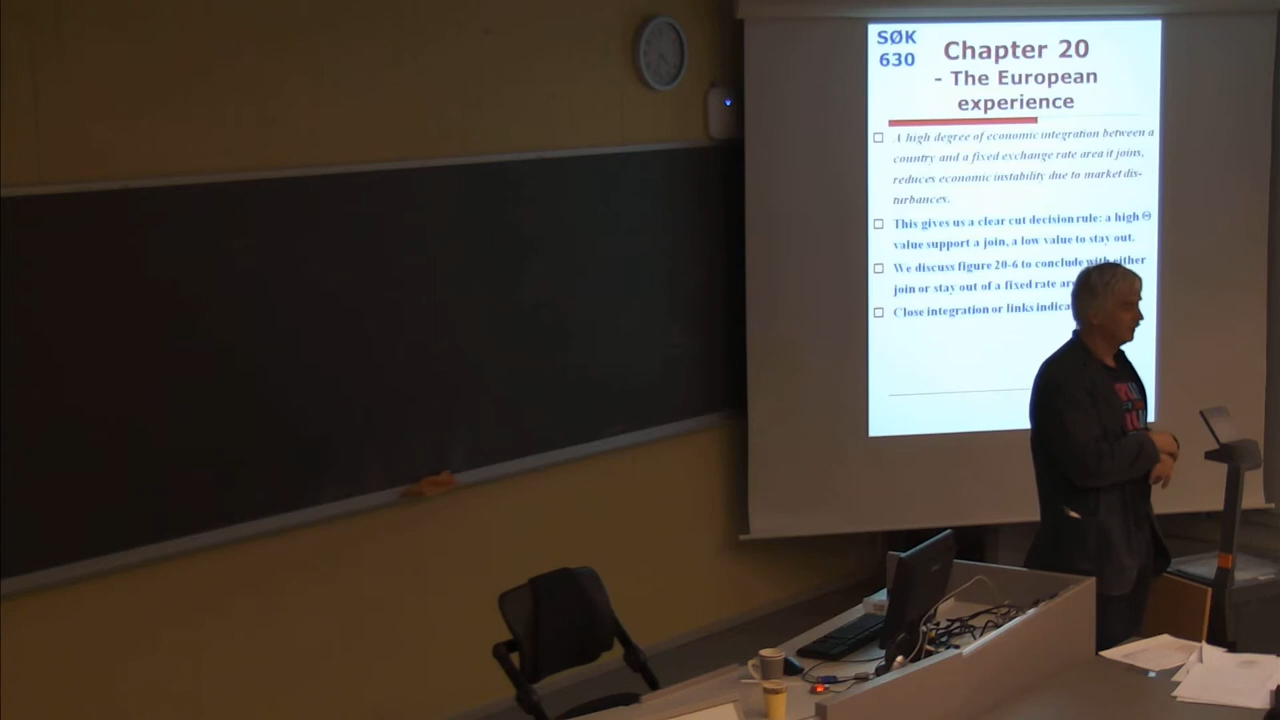 SØK
630
Chapter 20
- The European
experience
A high degree of economic integration between a
country and a fixed exchange rate area it joins,
reduces economic instability due to market dis-
turbances.
This gives us a clear cut decision rule: a high Θ
value support a join, a low value to stay out.
We discuss figure 20-6 to conclude with either
join or stay out of a fixed rate
Close integration or links